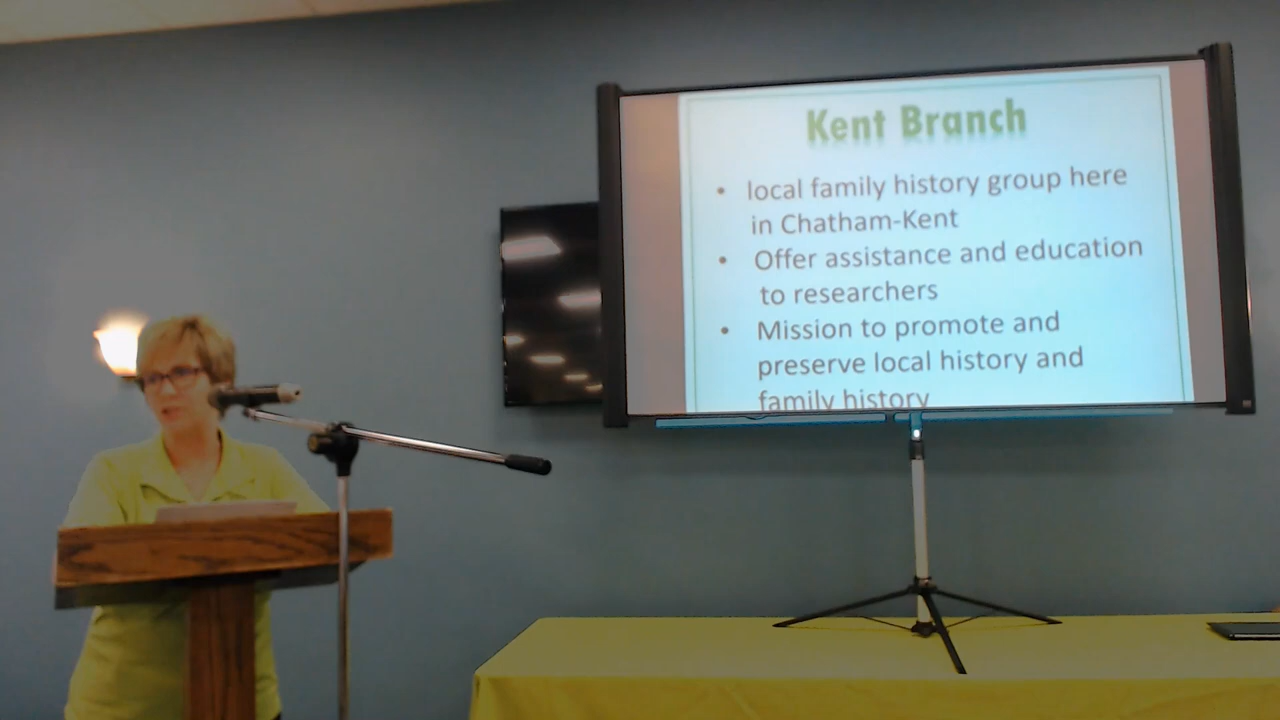 Kent Branch
• local family history group here
in Chatham-Kent
• Offer assistance and education
to researchers
• Mission to promote and
preserve local history and
family history